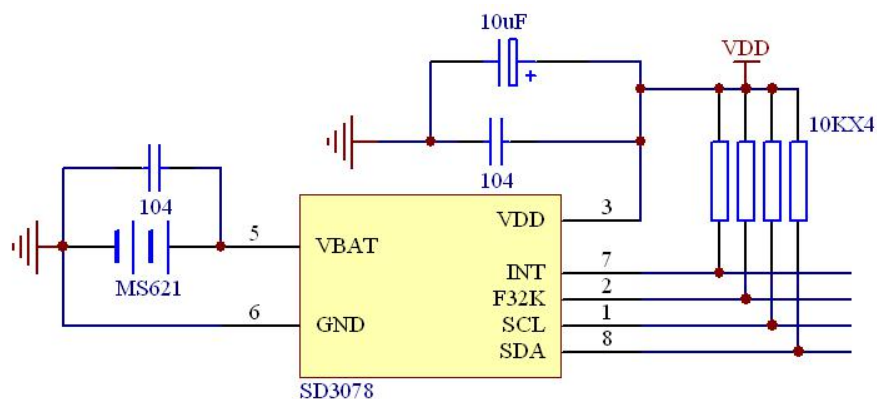 10uF
VDD
10KX4
104
104
MS621
5
6
VBAT
GND
VDD
INT
F32K
SCL
SDA
3
7
2
1
8
SD3078
+